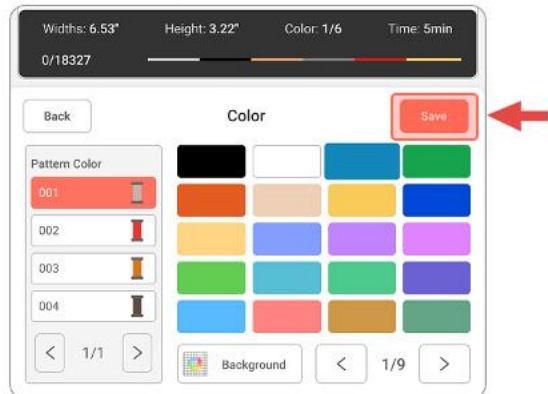 Widths: 6.53" Height: 3.22" Color: 1/6 Time: 5min
0/18327
Back Color Save
Pattern Color
001
002
003
004
< 1/1 >
Background < 1/9 >